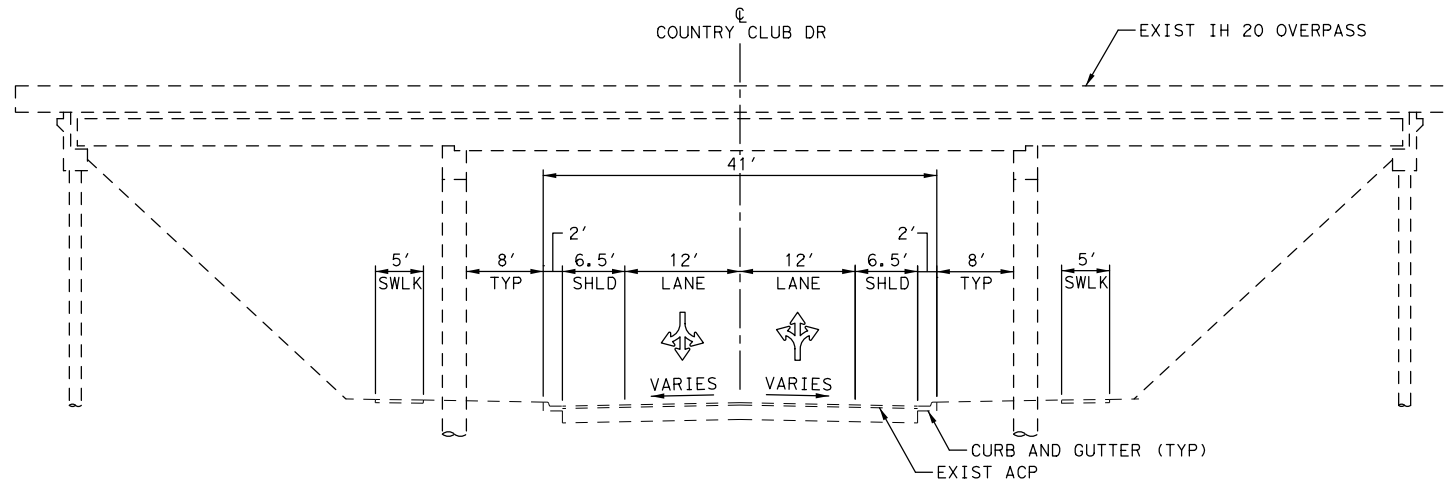 ℄
COUNTRY CLUB DR
EXIST IH 20 OVERPASS
41'
2'
2'
5'
8'
6.5'
12'
12'
6.5'
8'
5'
SWLK
TYP
SHLD
LANE
LANE
SHLD
TYP
SWLK
VARIES
VARIES
CURB AND GUTTER (TYP)
EXIST ACP